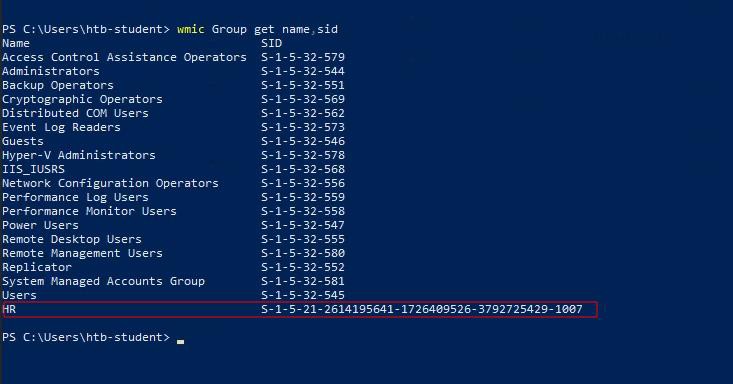 PS C:\Users\htb-student> wmic Group get name,sid
Name SID
Access Control Assistance Operators S-1-5-32-579
Administrators S-1-5-32-544
Backup Operators S-1-5-32-551
Cryptographic Operators S-1-5-32-569
Distributed COM Users S-1-5-32-562
Event Log Readers S-1-5-32-573
Guests S-1-5-32-546
Hyper-V Administrators S-1-5-32-578
IIS_IUSRS S-1-5-32-568
Network Configuration Operators S-1-5-32-556
Performance Log Users S-1-5-32-559
Performance Monitor Users S-1-5-32-558
Power Users S-1-5-32-547
Remote Desktop Users S-1-5-32-555
Remote Management Users S-1-5-32-580
Replicator S-1-5-32-552
System Managed Accounts Group S-1-5-32-581
Users S-1-5-32-545
HR S-1-5-21-2614195641-1726409526-3792725429-1007
PS C:\Users\htb-student>